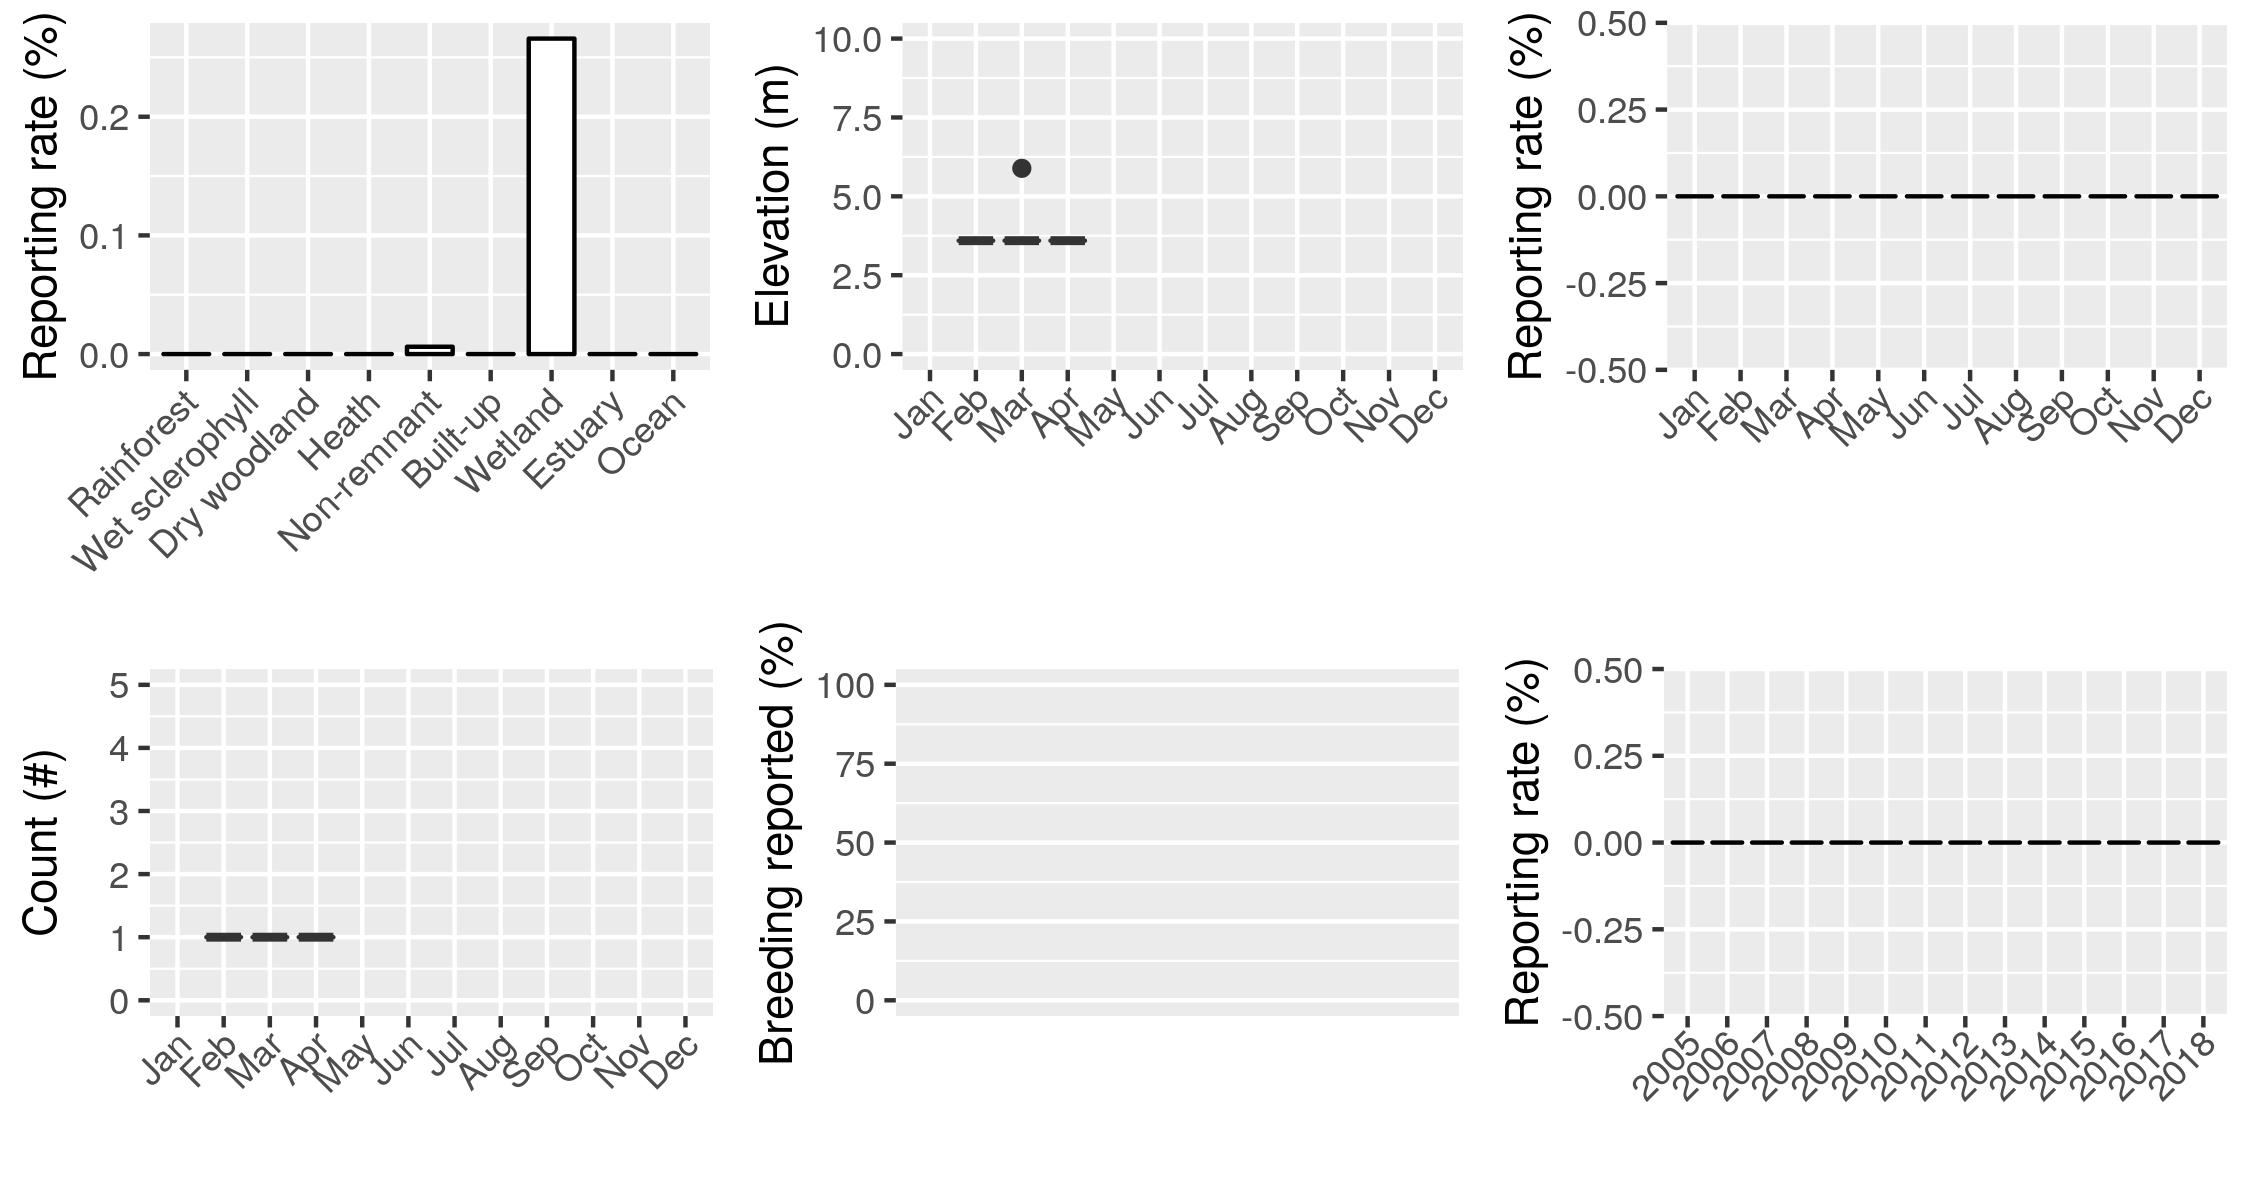 Reporting rate (%)
0.2
0.1
0.0
Rainforest
Wet sclerophyll
Dry woodland
Heath
Non-remnant
Built-up
Wetland
Estuary
Ocean
Elevation (m)
10.0
7.5
5.0
2.5
0.0
Jan
Feb
Mar
Apr
May
Jun
Jul
Aug
Sep
Oct
Nov
Dec
Reporting rate (%)
0.50
0.25
0.00
-0.25
-0.50
Jan
Feb
Mar
Apr
May
Jun
Jul
Aug
Sep
Oct
Nov
Dec
Count (#)
5
4
3
2
1
0
Jan
Feb
Mar
Apr
May
Jun
Jul
Aug
Sep
Oct
Nov
Dec
Breeding reported (%)
100
75
50
25
0
Reporting rate (%)
0.50
0.25
0.00
-0.25
-0.50
2005
2006
2007
2008
2009
2010
2011
2012
2013
2014
2015
2016
2017
2018